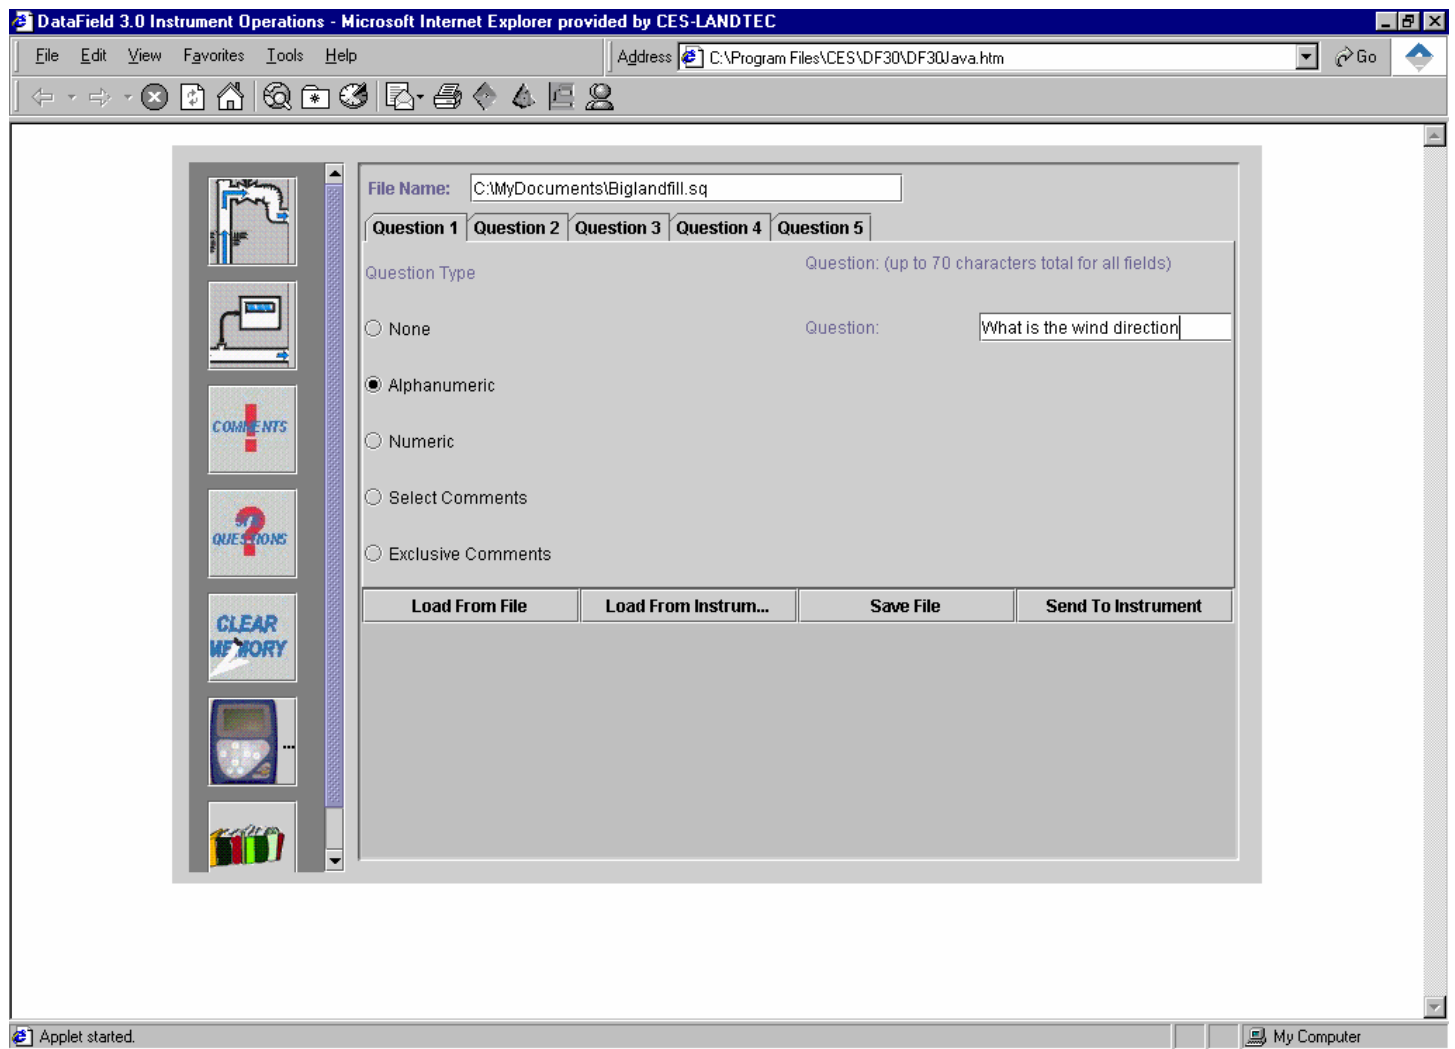 DataField 3.0 Instrument Operations - Microsoft Internet Explorer provided by CES-LANDTEC
File Edit View Favorites Tools Help Address C:\Program Files\CES\DF30\DF30Java.htm Go
File Name: C:\MyDocuments\Biglandfill.sq
Question 1 Question 2 Question 3 Question 4 Question 5
Question Type Question: (up to 70 characters total for all fields)
None Question: What is the wind direction
Alphanumeric
COMMENTS
Numeric
Select Comments
QUESTIONS
Exclusive Comments
Load From File Load From Instrum... Save File Send To Instrument
CLEAR
MEMORY
...
Applet started. My Computer